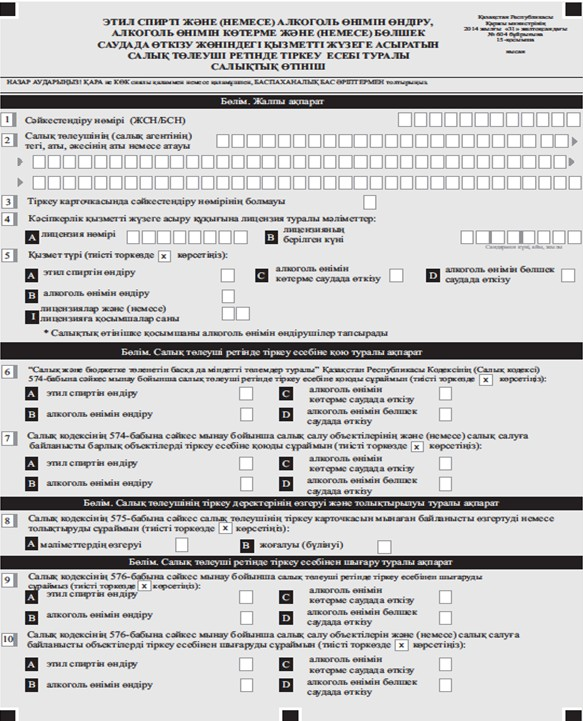 ЭТИЛ СПИРТІ ЖӘНЕ (НЕМЕСЕ) АЛКОГОЛЬ ӨНІМІН ӨНДІРУ,
АЛКОГОЛЬ ӨНІМІН КӨТЕРМЕ ЖӘНЕ (НЕМЕСЕ) БӨЛШЕК
САУДАДА ӨТКІЗУ ЖӨНІНДЕГІ ҚЫЗМЕТТІ ЖҮЗЕГЕ АСЫРАТЫН
САЛЫҚ ТӨЛЕУШІ РЕТІНДЕ ТІРКЕУ ЕСЕБІ ТУРАЛЫ
САЛЫҚТЫҚ ӨТІНІШ
Қазақстан Республикасы
Қаржы министрінің
2014 жылғы «31» желтоқсандағы
№ 604 бұйрығына
15-қосымша
нысан
НАЗАР АУДАРЫҢЫЗ! ҚАРА не КӨК сиялы қаламмен немесе қаламұшпен, БАСПАХАНАЛЫҚ БАС ӘРІПТЕРМЕН толтырыңыз.
Бөлім. Жалпы ақпарат
1 Сәйкестендіру нөмірі (ЖСН/БСН)
2 Салық төлеушінің (салық агентінің)
тегі, аты, әкесінің аты немесе атауы
3 Тіркеу карточкасында сәйкестендіру нөмірінің болмауы
4 Кәсіпкерлік қызметті жүзеге асыру құқығына лицензия туралы мәліметтер:
A лицензия нөмірі
B лицензияның
берілген күні
5 Қызмет түрі (тиісті торкөзде x көрсетіңіз):
A этил спиртін өндіру
C алкоголь өнімін
көтерме саудада өткізу
D алкоголь өнімін бөлшек
саудада өткізу
B алкоголь өнімін өндіру
I лицензиялар және (немесе)
лицензияға қосымшалар саны
* Салықтық өтінішке қосымшаны алкоголь өнімін өндірушілер тапсырады
Бөлім. Салық төлеуші ретінде тіркеу есебіне қою туралы ақпарат
6 "Салық және бюджетке төленетін басқа да міндетті төлемдер туралы" Қазақстан Республикасы Кодексінің (Салық кодексі)
574-бабына сәйкес мынау бойынша салық төлеуші ретінде тіркеу есебіне қоюды сұраймын (тиісті торкөзде x көрсетіңіз):
A этил спиртін өндіру
C алкоголь өнімін
көтерме саудада өткізу
B алкоголь өнімін өндіру
D алкоголь өнімін бөлшек
саудада өткізу
7 Салық кодексінің 574-бабына сәйкес мынау бойынша салық салу объектілерінің және (немесе) салық салуға
байланысты барлық объектілерді тіркеу есебіне қоюды сұраймын (тиісті торкөзде x көрсетіңіз):
A этил спиртін өндіру
C алкоголь өнімін
көтерме саудада өткізу
B алкоголь өнімін өндіру
D алкоголь өнімін бөлшек
саудада өткізу
Бөлім. Салық төлеушінің тіркеу деректерінің өзгеруі және толықтырылуы туралы ақпарат
8 Салық кодексінің 575-бабына сәйкес салық төлеушінің тіркеу карточкасын мынаған байланысты өзгертуді немесе
толықтыруды сұраймын (тиісті торкөзде x көрсетіңіз):
A мәліметтердің өзгеруі
B жоғалуы (бүлінуі)
Бөлім. Салық төлеуші ретінде тіркеу есебінен шығару туралы ақпарат
9 Салық кодексінің 576-бабына сәйкес мынау бойынша салық төлеуші ретінде тіркеу есебінен шығаруды
сұраймыз (тиісті торкөзде x көрсетіңіз):
A этил спиртін өндіру
C алкоголь өнімін
көтерме саудада өткізу
B алкоголь өнімін өндіру
D алкоголь өнімін бөлшек
саудада өткізу
10 Салық кодексінің 576-бабына сәйкес мынау бойынша салық салу объектілерін және (немесе) салық салуға
байланысты объектілерді тіркеу есебінен шығаруды сұраймын (тиісті торкөзде x көрсетіңіз):
A этил спиртін өндіру
C алкоголь өнімін
көтерме саудада өткізу
B алкоголь өнімін өндіру
D алкоголь өнімін бөлшек
саудада өткізу